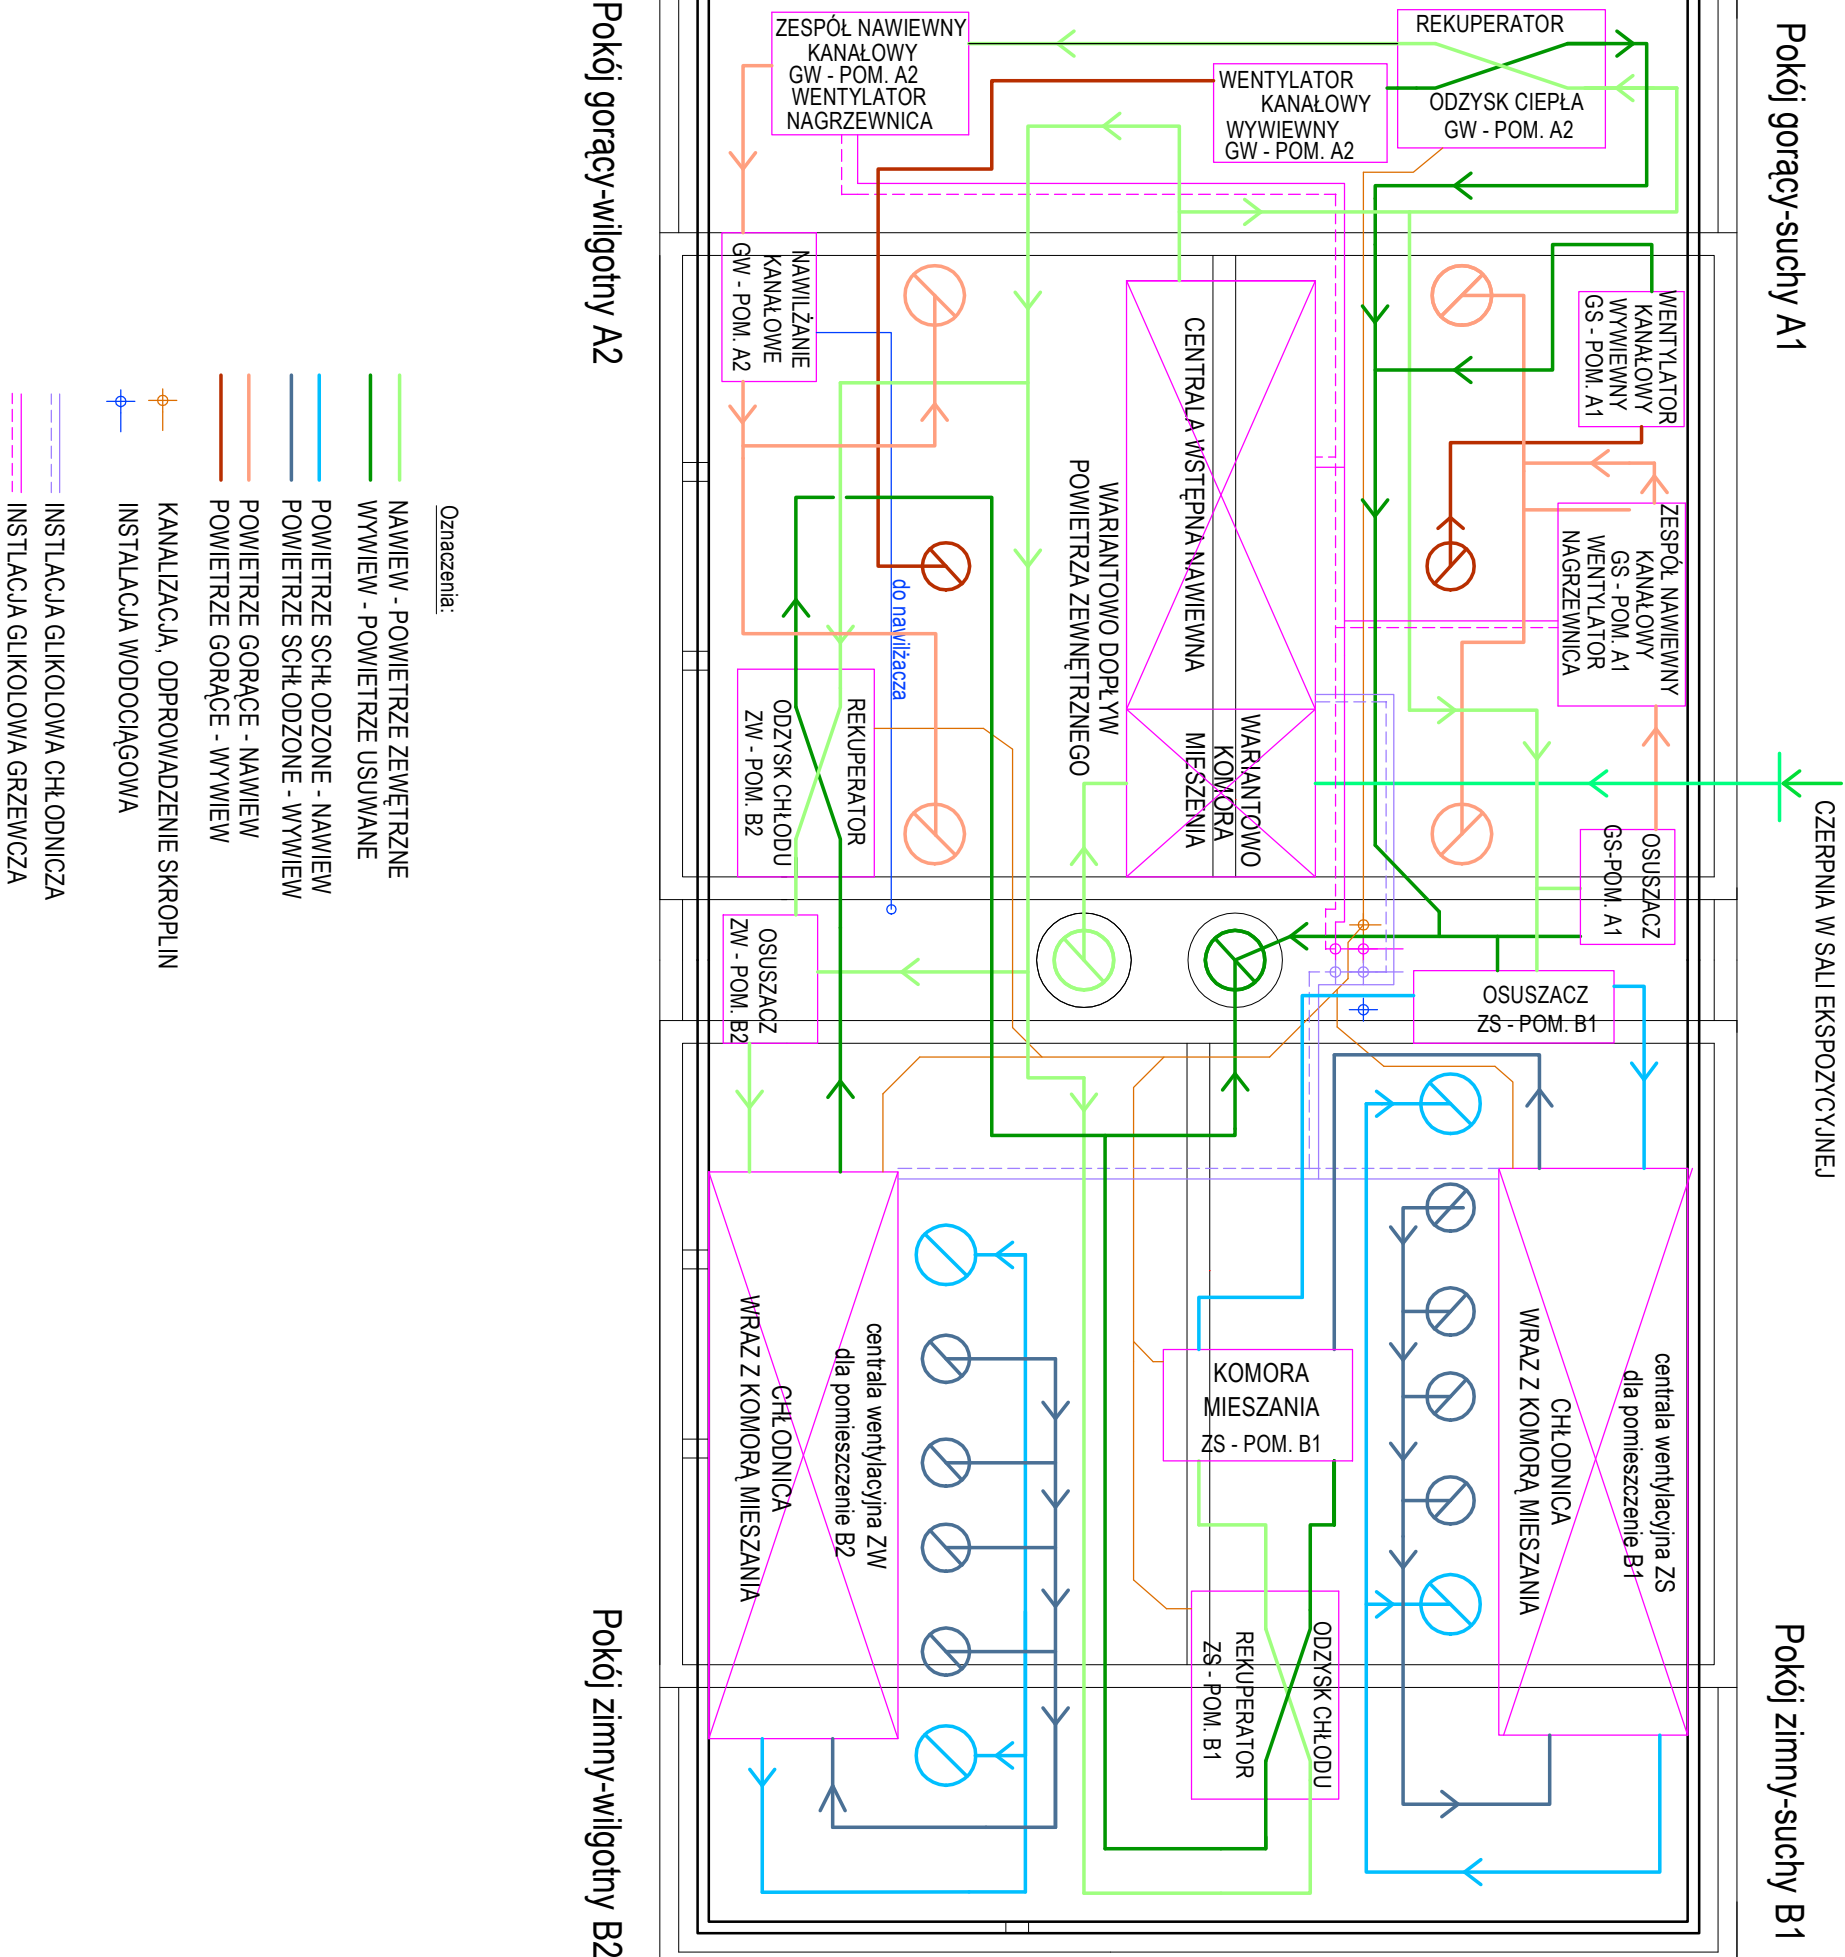 Pokój gorący-wilgotny A2
Pokój gorący-suchy A1
ZESPÓŁ NAWIEWNY
KANAŁOWY
GW - POM. A2
WENTYLATOR
NAGRZEWNICA
WENTYLATOR
KANAŁOWY
WYWIEWNY
GW - POM. A2
REKUPERATOR
ODZYSK CIEPŁA
GW - POM. A2
NAWILŻANIE
KANAŁOWE
GW - POM. A2
WENTYLATOR
KANAŁOWY
WYWIEWNY
GS - POM. A1
CENTRALA WSTĘPNA NAWIEWNA
WARIANTOWO DOPŁYW
POWIETRZA ZEWNĘTRZNEGO
ZESPÓŁ NAWIEWNY
KANAŁOWY
GS - POM. A1
WENTYLATOR
NAGRZEWNICA
do nawilżacza
WARIANTOWO
KOMORA
MIESZENIA
REKUPERATOR
ODZYSK CHŁODU
ZW - POM. B2
OSUSZACZ
GS-POM. A1
CZERPNIA W SALI EKSPOZYCYJNEJ
OSUSZACZ
ZW - POM. B2
OSUSZACZ
ZS - POM. B1
centrala wentylacyjna ZW
dla pomieszczenie B2
CHŁODNICA
WRAZ Z KOMORĄ MIESZANIA
KOMORA
MIESZANIA
ZS - POM. B1
centrala wentylacyjna ZS
dla pomieszczenie B1
CHŁODNICA
WRAZ Z KOMORĄ MIESZANIA
ODZYSK CHŁODU
REKUPERATOR
ZS - POM. B1
Pokój zimny-wilgotny B2
Pokój zimny-suchy B1
Oznaczenia:
NAWIEW - POWIETRZE ZEWĘTRZNE
WYWIEW - POWIETRZE USUWANE
POWIETRZE SCHŁODZONE - NAWIEW
POWIETRZE SCHŁODZONE - WYWIEW
POWIETRZE GORĄCE - NAWIEW
POWIETRZE GORĄCE - WYWIEW
KANALIZACJA, ODPROWADZENIE SKROPLIN
INSTALACJA WODOCIĄGOWA
INSTLACJA GLIKOLOWA CHŁODNICZA
INSTLACJA GLIKOLOWA GRZEWCZA